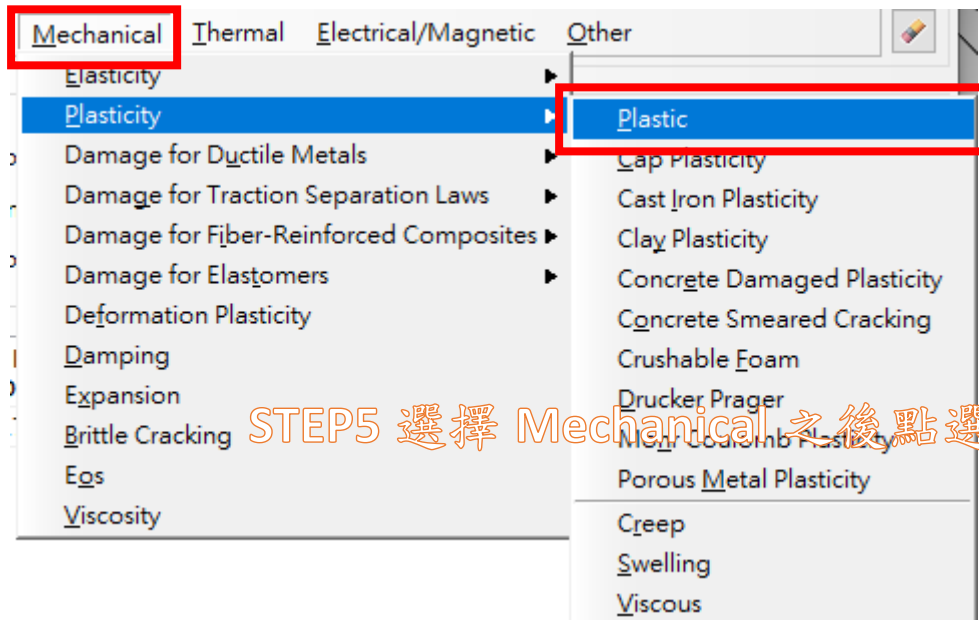 Mechanical Thermal Electrical/Magnetic Other
Elasticity
Plasticity
Damage for Ductile Metals
Damage for Traction Separation Laws
Damage for Fiber-Reinforced Composites
Damage for Elastomers
Deformation Plasticity
Damping
Expansion
Brittle Cracking
Eos
Viscosity
Plastic
Cap Plasticity
Cast Iron Plasticity
Clay Plasticity
Concrete Damaged Plasticity
Concrete Smeared Cracking
Crushable Foam
Drucker Prager
Mohr Coulomb Plasticity
Porous Metal Plasticity
Creep
Swelling
Viscous
STEP5 選擇 Mechanical 之後點選